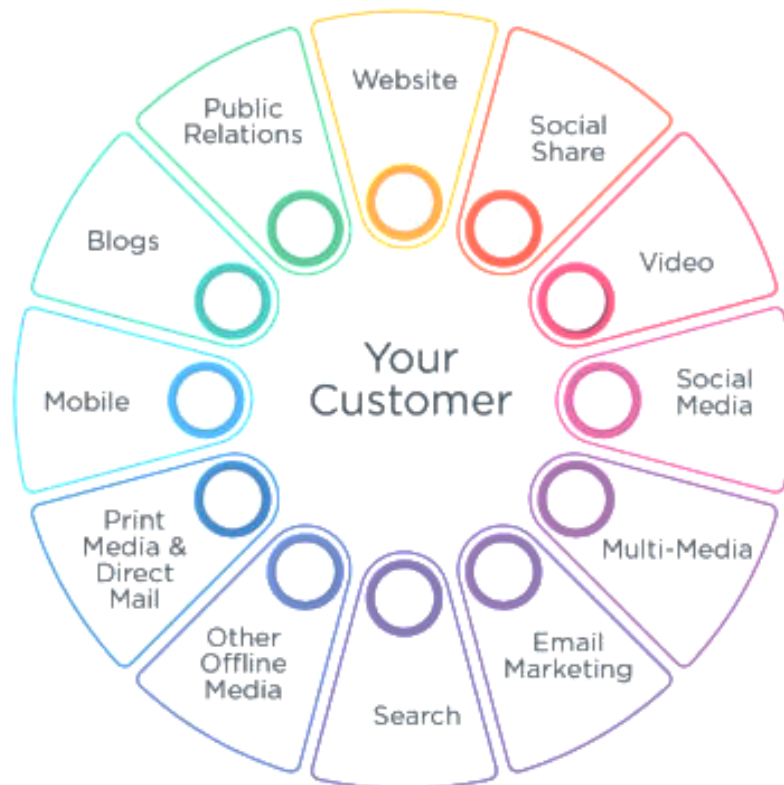 Website
Social
Share
Video
Social
Media
Multi-Media
Email
Marketing
Search
Other
Offline
Media
Print
Media &
Direct
Mail
Mobile
Blogs
Public
Relations
Your
Customer